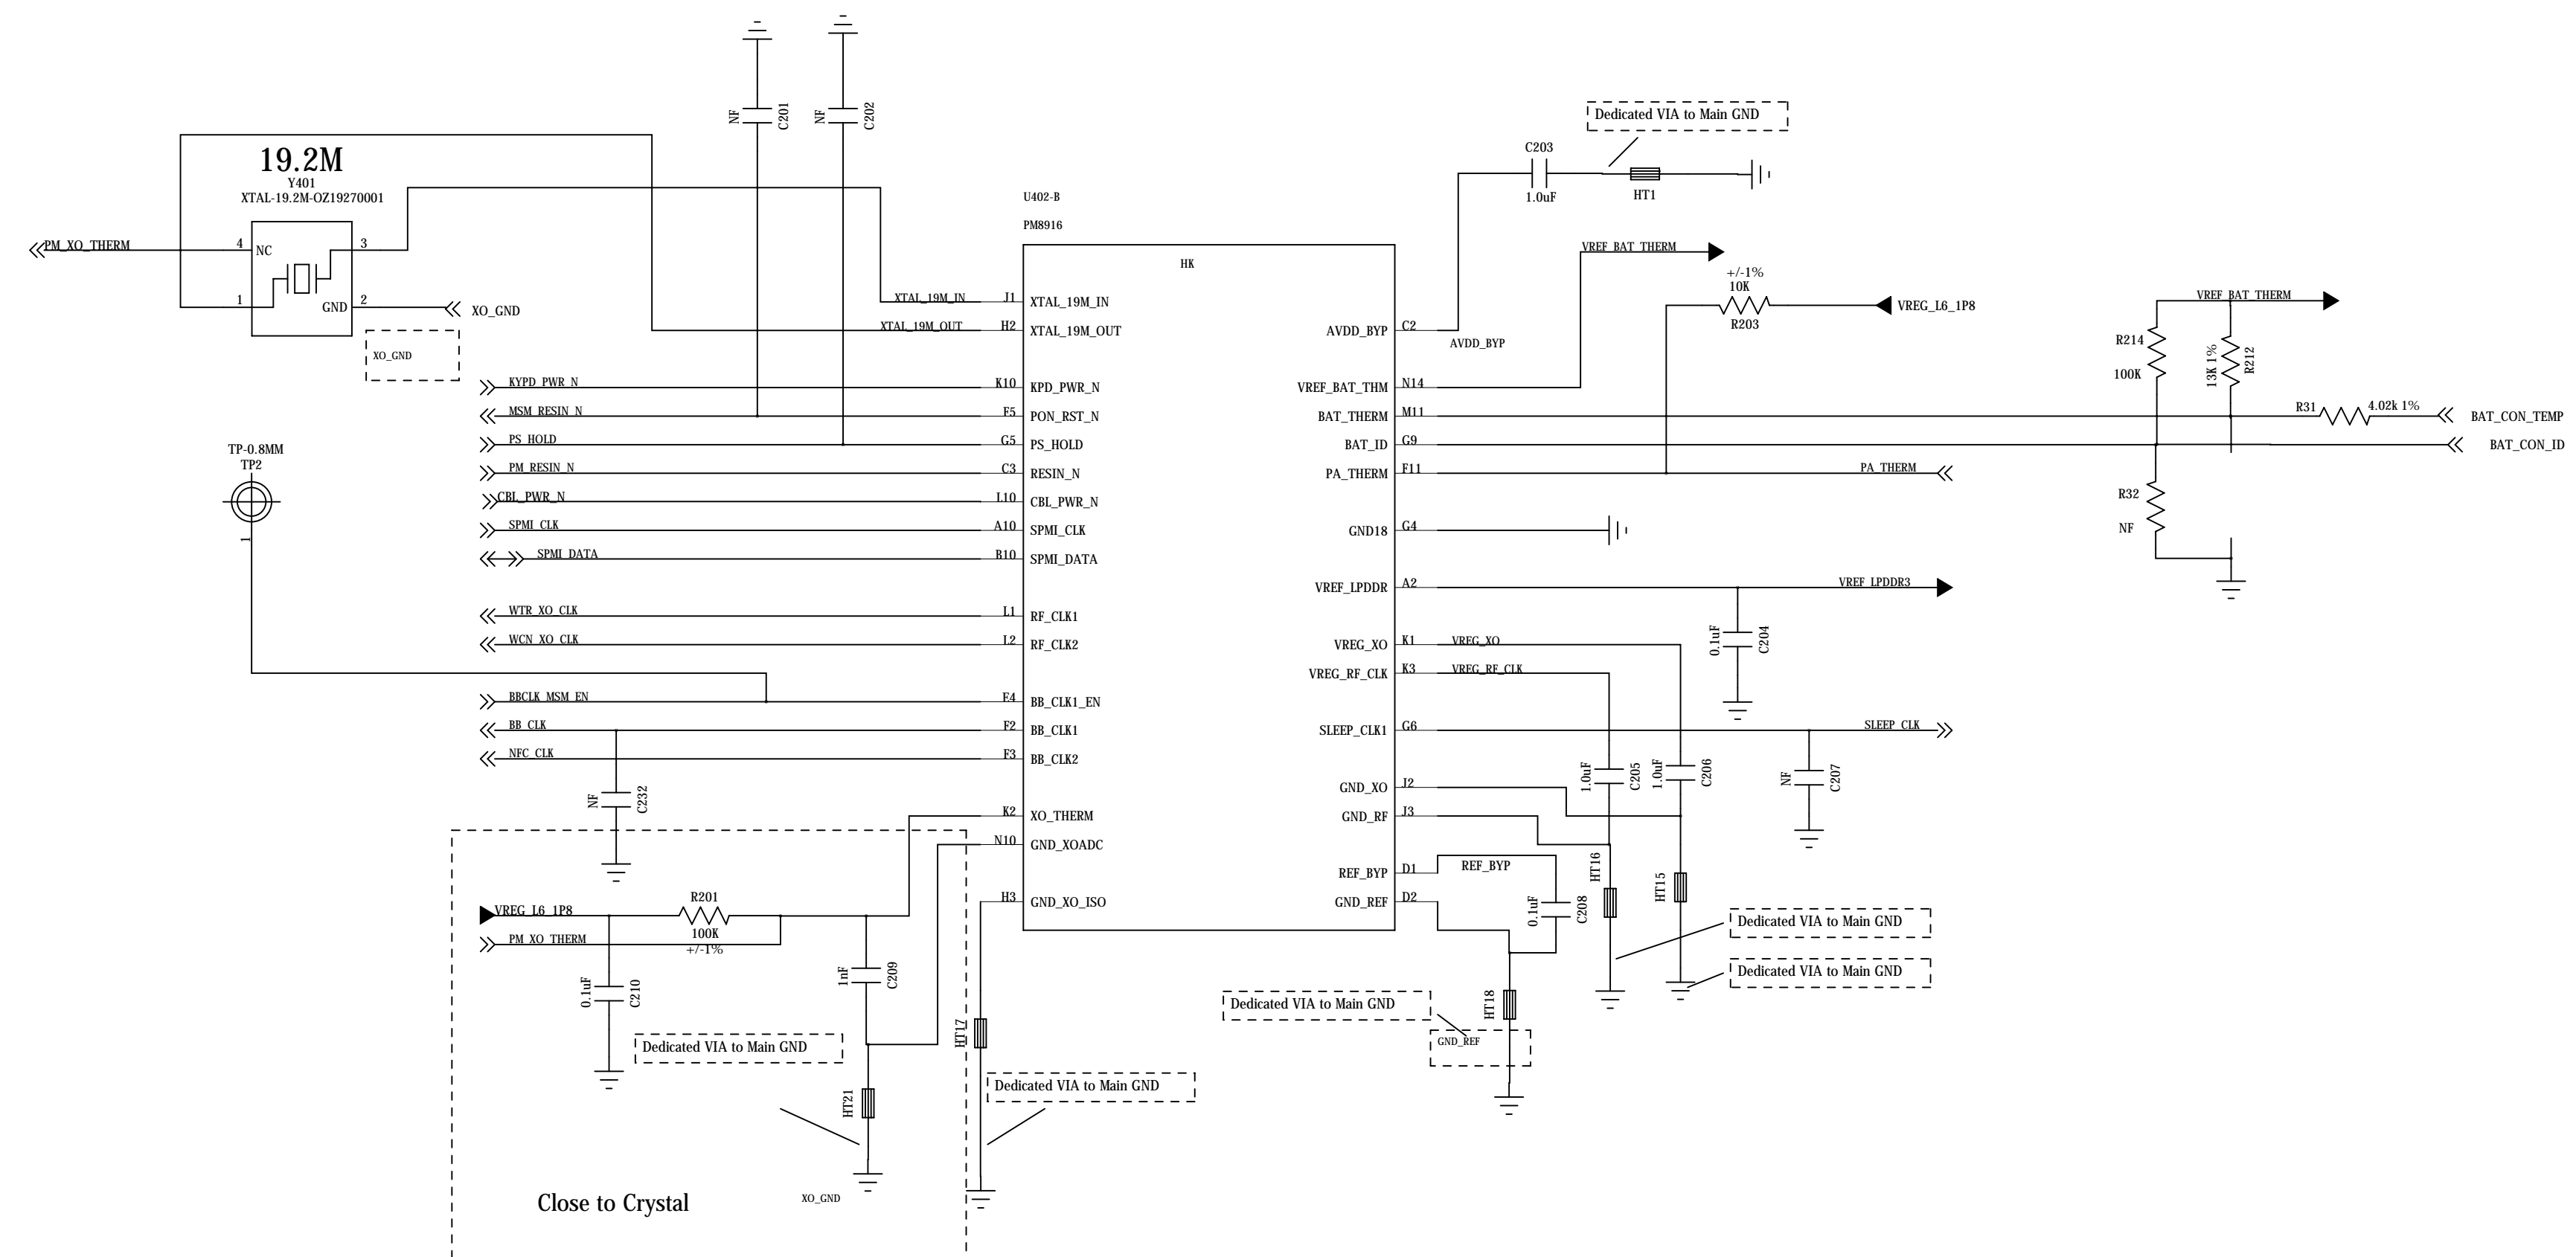 NF
C201
NF
C202
Dedicated VIA to Main GND
C203
1.0uF
HT1
19.2M
Y401
XTAL-19.2M-OZ19270001
PM_XO_THERM
4
NC
3
1
GND
2
XO_GND
XO_GND
U402-B
PM8916
HK
XTAL_19M_IN
J1
XTAL_19M_IN
XTAL_19M_OUT
H2
XTAL_19M_OUT
KYPD_PWR_N
K10
KPD_PWR_N
MSM_RESIN_N
F5
PON_RST_N
PS_HOLD
G5
PS_HOLD
PM_RESIN_N
C3
RESIN_N
CBL_PWR_N
L10
CBL_PWR_N
SPMI_CLK
A10
SPMI_CLK
SPMI_DATA
B10
SPMI_DATA
WTR_XO_CLK
L1
RF_CLK1
WCN_XO_CLK
L2
RF_CLK2
BBCLK_MSM_EN
E4
BB_CLK1_EN
BB_CLK
F2
BB_CLK1
NFC_CLK
F3
BB_CLK2
K2
XO_THERM
N10
GND_XOADC
H3
GND_XO_ISO
TP-0.8MM
TP2
1
NF
C232
VREG_L6_1P8
R201
100K
+/-1%
PM_XO_THERM
0.1uF
C210
1nF
C209
Dedicated VIA to Main GND
HT21
XO_GND
Close to Crystal
HT17
Dedicated VIA to Main GND
AVDD_BYP
C2
AVDD_BYP
VREF_BAT_THM
N14
VREF_BAT_THERM
+/-1%
10K
R203
VREG_L6_1P8
BAT_THERM
M11
BAT_ID
G9
PA_THERM
F11
PA_THERM
GND18
G4
VREF_LPDDR
A2
VREF_LPDDR3
0.1uF
C204
VREG_XO
K1
VREG_XO
VREG_RF_CLK
K3
VREG_RF_CLK
SLEEP_CLK1
G6
SLEEP_CLK
1.0uF
C205
1.0uF
C206
NF
C207
GND_XO
J2
GND_RF
J3
REF_BYP
D1
REF_BYP
GND_REF
D2
0.1uF
C208
HT16
HT15
Dedicated VIA to Main GND
Dedicated VIA to Main GND
Dedicated VIA to Main GND
HT18
GND_REF
VREF_BAT_THERM
R214
100K
13K 1%
R212
R31
4.02k 1%
BAT_CON_TEMP
BAT_CON_ID
R32
NF